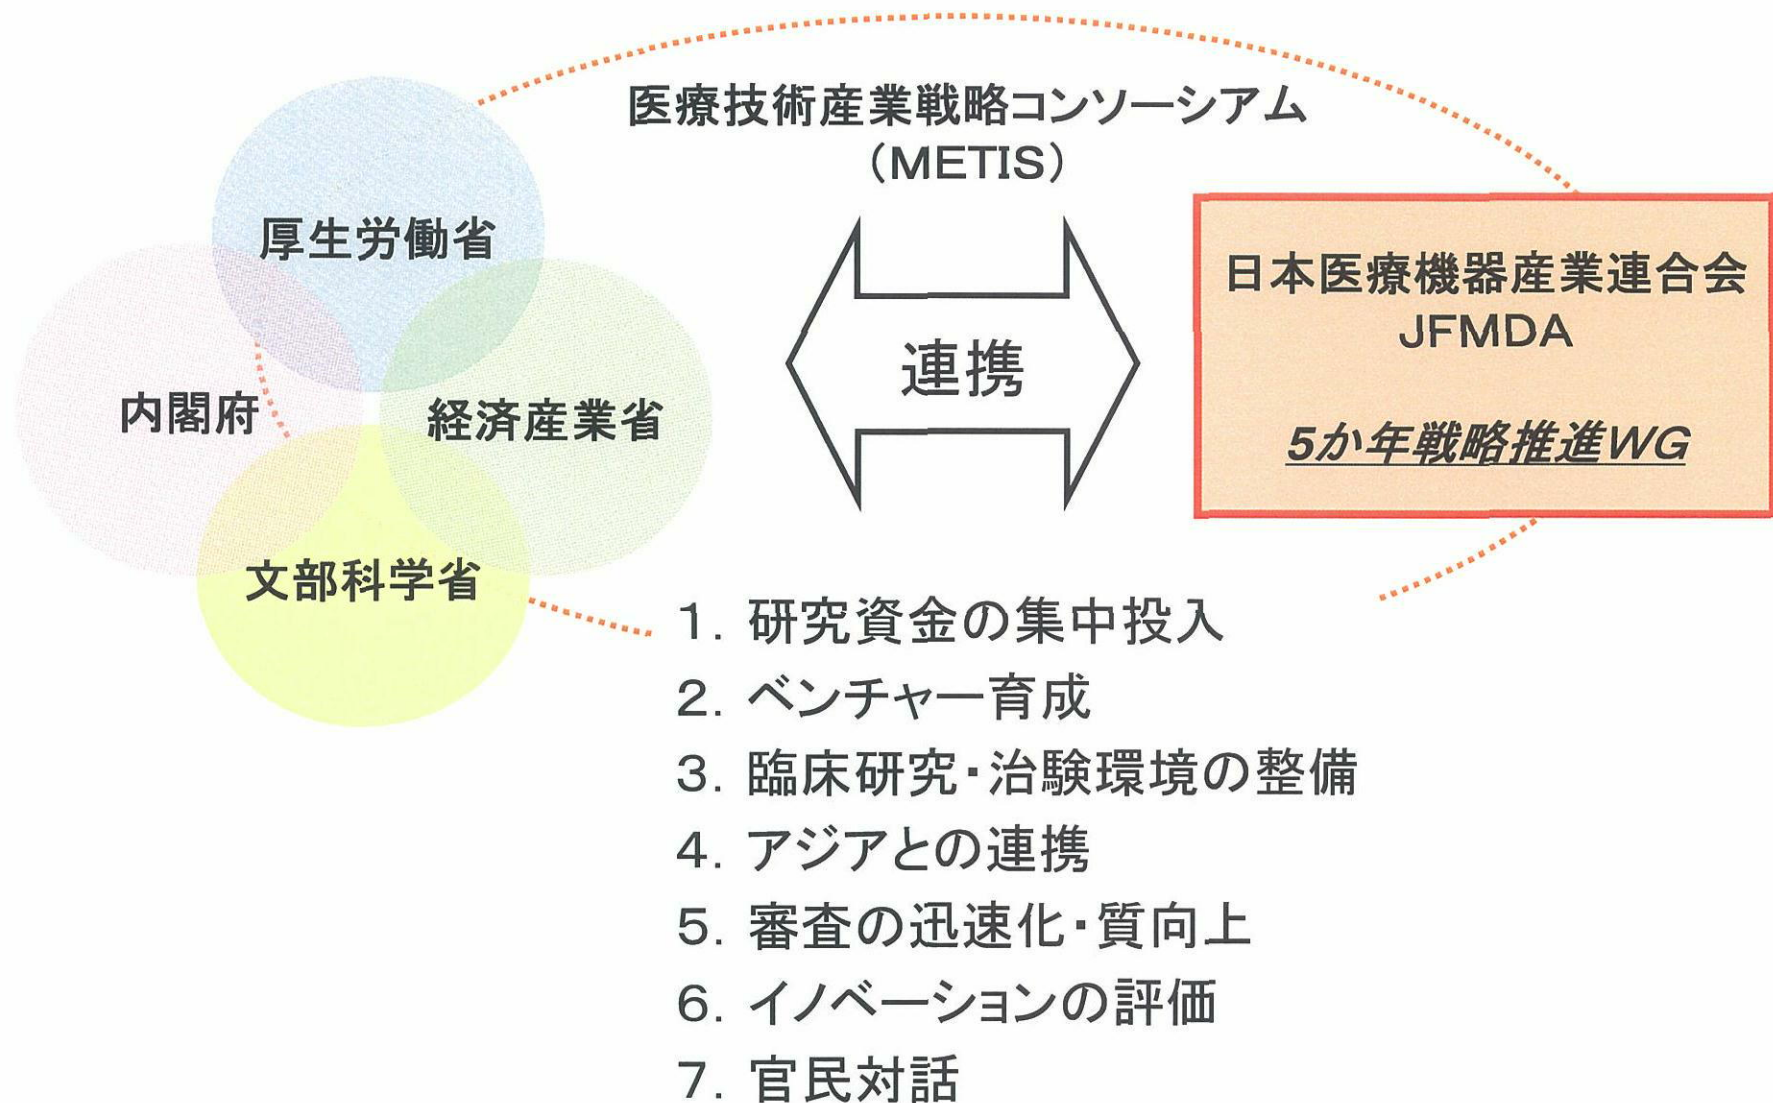 医療技術産業戦略コンソーシアム
（METIS）
厚生労働省
内閣府
経済産業省
文部科学省
連携
日本医療機器産業連合会
JFMDA
5か年戦略推進WG
1. 研究資金の集中投入
2. ベンチャー育成
3. 臨床研究・治験環境の整備
4. アジアとの連携
5. 審査の迅速化・質向上
6. イノベーションの評価
7. 官民対話